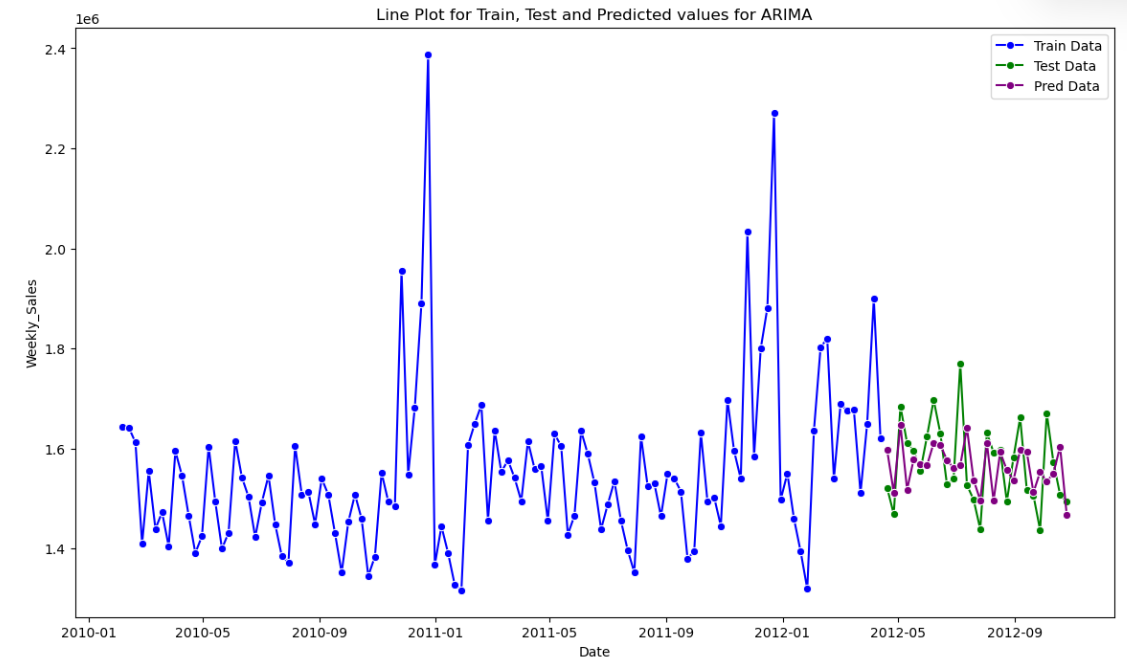 Line Plot for Train, Test and Predicted values for ARIMA
1e6
Train Data
Test Data
Pred Data
2.4
2.2
2.0
1.8
1.6
1.4
Weekly_Sales
2010-01 2010-05 2010-09 2011-01 2011-05 2011-09 2012-01 2012-05 2012-09
Date